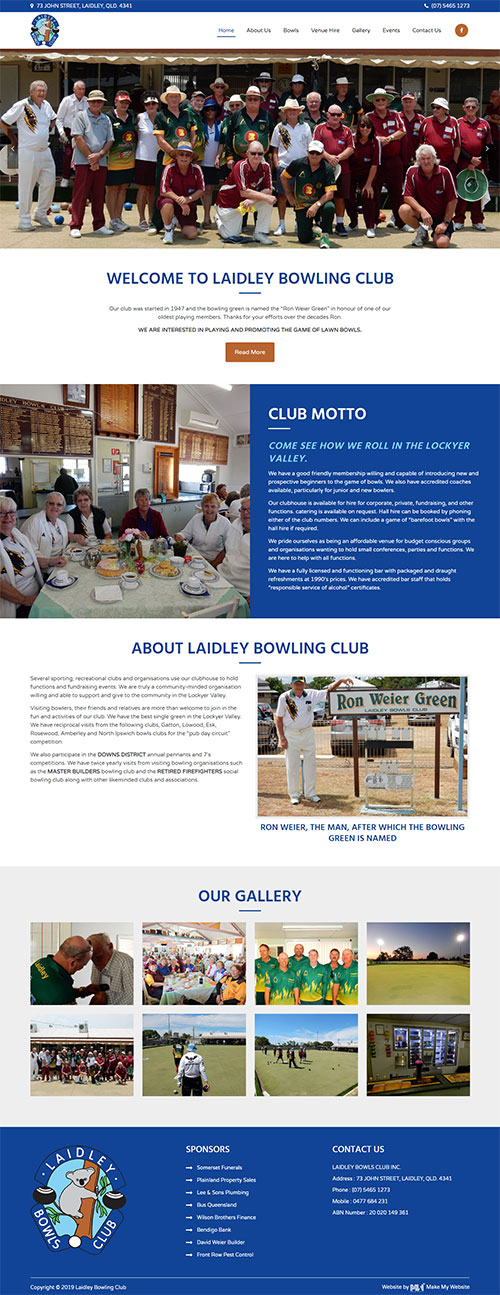 73 JOHN STREET, LAIDLEY, QLD. 4341
(07) 5465 1273
Home About Us Bowls Venue Hire Gallery Events Contact Us
WELCOME TO LAIDLEY BOWLING CLUB
Our club was started in 1947 and the bowling green is named the "Ron Weier Green" in honour of one of our
oldest playing members. Thanks for your efforts over the decades Ron.
WE ARE INTERESTED IN PLAYING AND PROMOTING THE GAME OF LAWN BOWLS.
Read More
CLUB MOTTO
COME SEE HOW WE ROLL IN THE LOCKYER
VALLEY.
We have a good friendly membership willing and capable of introducing new and
prospective beginners to the game of bowls. We also have accredited coaches
available, particularly for junior and new bowlers.
Our clubhouse is available for hire for corporate, private, fundraising, and other
functions. catering is available on request. Hall hire can be booked by phoning
either of the club numbers. We can include a game of "barefoot bowls" with the
hall hire if required.
We pride ourselves as being an affordable venue for budget conscious groups
and organisations wanting to hold small conferences, parties and functions. We
are here to help with all functions.
We have a fully licensed and functioning bar with packaged and draught
refreshments at 1990's prices. We have accredited bar staff that holds
"responsible service of alcohol" certificates.
ABOUT LAIDLEY BOWLING CLUB
Several sporting, recreational clubs and organisations use our clubhouse to hold
functions and fundraising events. We are truly a community-minded organisation
willing and able to support and give to the community in the Lockyer Valley.
Visiting bowlers, their friends and relatives are more than welcome to join in the
fun and activities of our club. We have the best single green in the Lockyer Valley.
We have reciprocal visits from the following clubs, Gatton, Lowood, Esk,
Rosewood, Amberley and North Ipswich bowls clubs for the "pub day circuit"
competition.
We also participate in the DOWNS DISTRICT annual pennants and 7's
competitions. We have twice yearly visits from visiting bowling organisations such
as the MASTER BUILDERS bowling club and the RETIRED FIREFIGHTERS social
bowling club along with other likeminded clubs and associations.
Ron Weier Green
LAIDLEY BOWLS CLUB
RON WEIER, THE MAN, AFTER WHICH THE BOWLING
GREEN IS NAMED
OUR GALLERY
Laidley
LAIDLEY
BOWLS CLUB
SPONSORS
Somerset Funerals
Plainland Property Sales
Lee & Sons Plumbing
Bus Queensland
Wilson Brothers Finance
Bendigo Bank
David Weier Builder
Front Row Pest Control
CONTACT US
LAIDLEY BOWLS CLUB INC.
Address : 73 JOHN STREET, LAIDLEY, QLD. 4341
Phone : (07) 5465 1273
Mobile : 0477 684 231
ABN Number : 20 020 149 361
Copyright © 2019 Laidley Bowling Club
Website by Make My Website